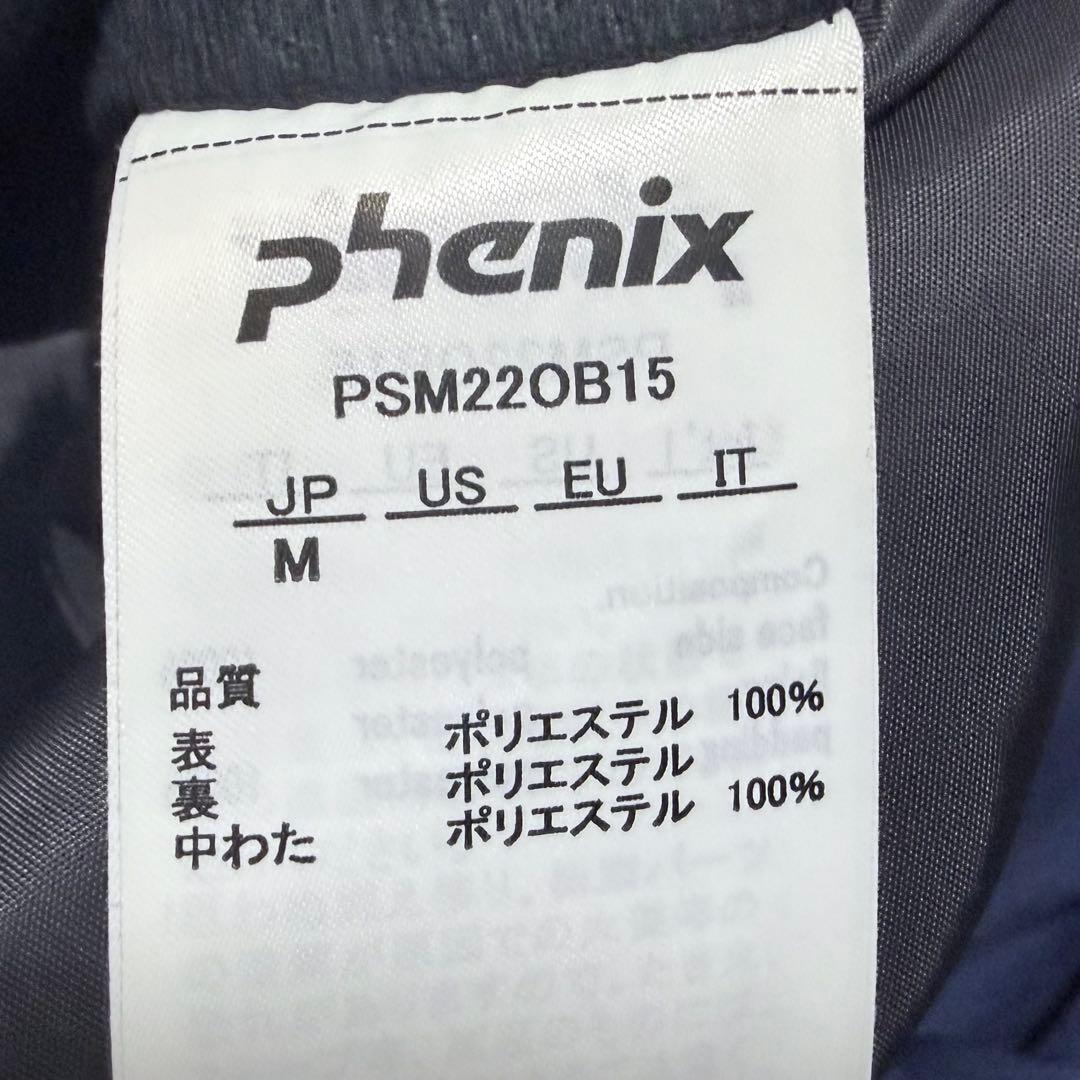 phenix
PSM22OB15
JP US EU IT
M
品質
表 ポリエステル 100%
裏 ポリエステル
中わた ポリエステル 100%